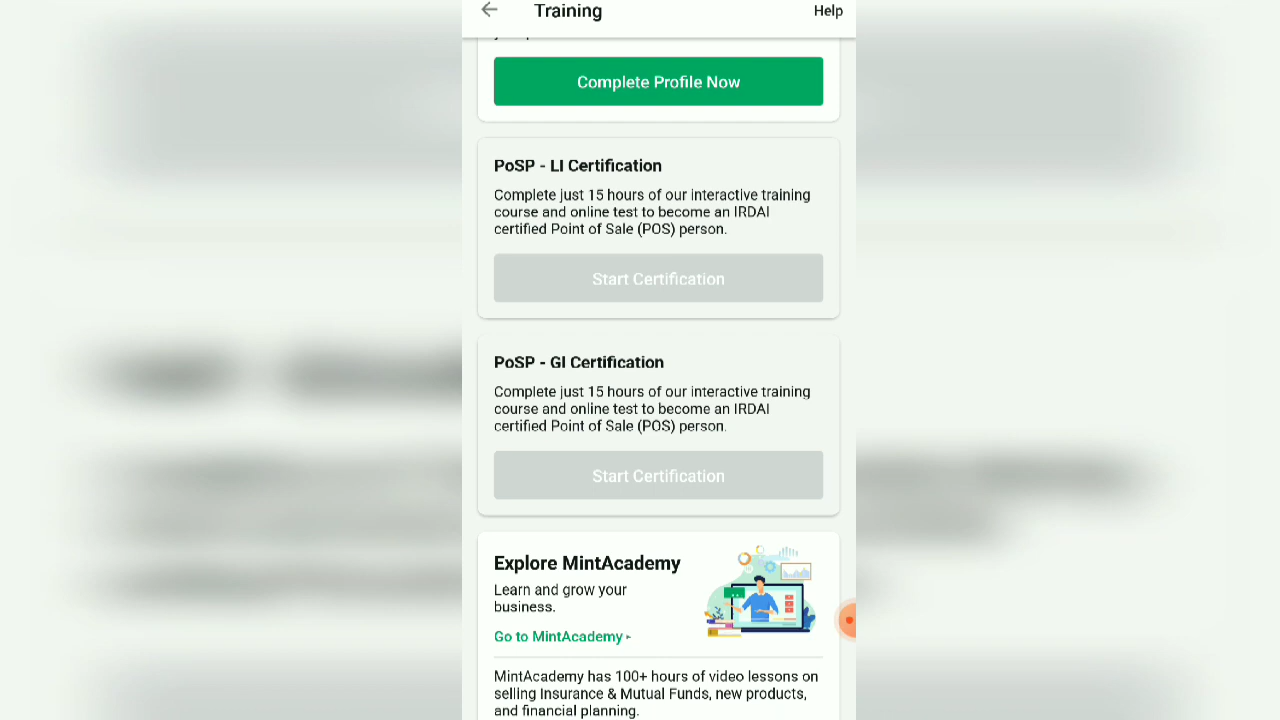 Training
Help
Complete Profile Now
PoSP - LI Certification
Complete just 15 hours of our interactive training
course and online test to become an IRDAI
certified Point of Sale (POS) person.
Start Certification
PoSP - GI Certification
Complete just 15 hours of our interactive training
course and online test to become an IRDAI
certified Point of Sale (POS) person.
Start Certification
Explore MintAcademy
Learn and grow your
business.
Go to MintAcademy
MintAcademy has 100+ hours of video lessons on
selling Insurance & Mutual Funds, new products,
and financial planning.